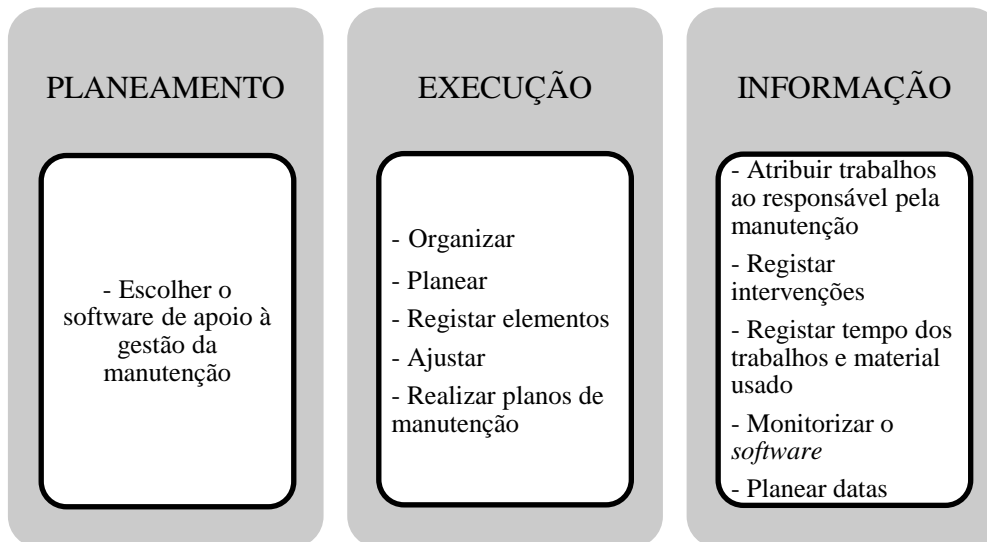 PLANEAMENTO
- Escolher o
software de apoio à
gestão da
manutenção
EXECUÇÃO
- Organizar
- Planear
- Registar elementos
- Ajustar
- Realizar planos de
manutenção
INFORMAÇÃO
- Atribuir trabalhos
ao responsável pela
manutenção
- Registar
intervenções
- Registar tempo dos
trabalhos e material
usado
- Monitorizar o
software
- Planear datas